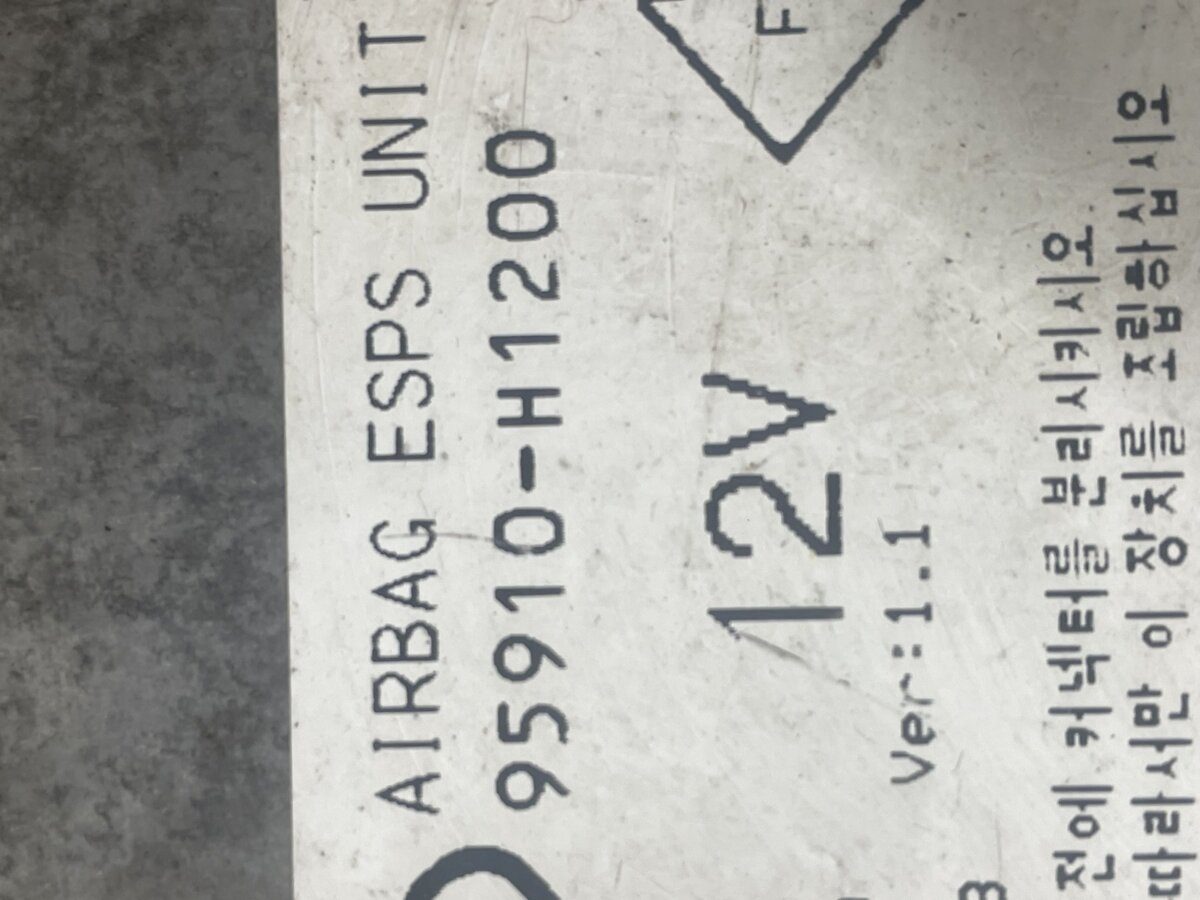 AIRBAG ESPS UNIT
95910-H1200
F
12V
Ver:1.1
전에 커넥터를 분리시키시오.
따라서만 이 장치를 조립하십시오